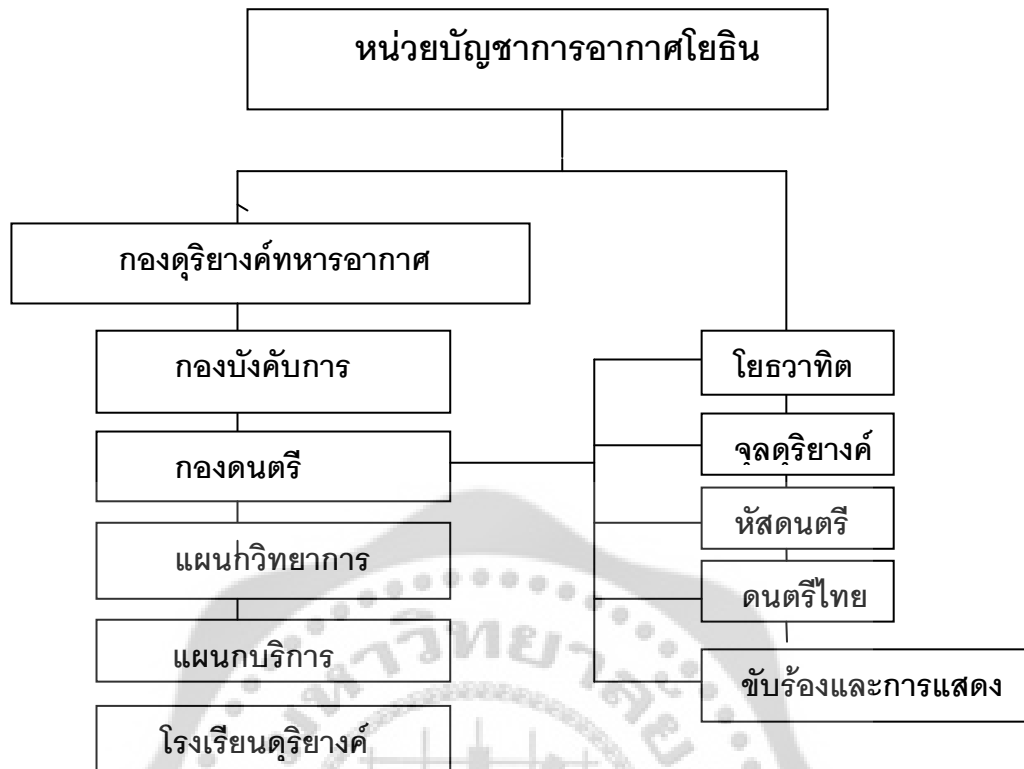 หน่วยบัญชาการอากาศโยธิน
กองดุริยางค์ทหารอากาศ
กองบังคับการ
โยธวาทิต
กองดนตรี
จุลดุริยางค์
หัสดนตรี
แผนกวิทยาการ
ดนตรีไทย
แผนกบริการ
ขับร้องและการแสดง
โรงเรียนดุริยางค์